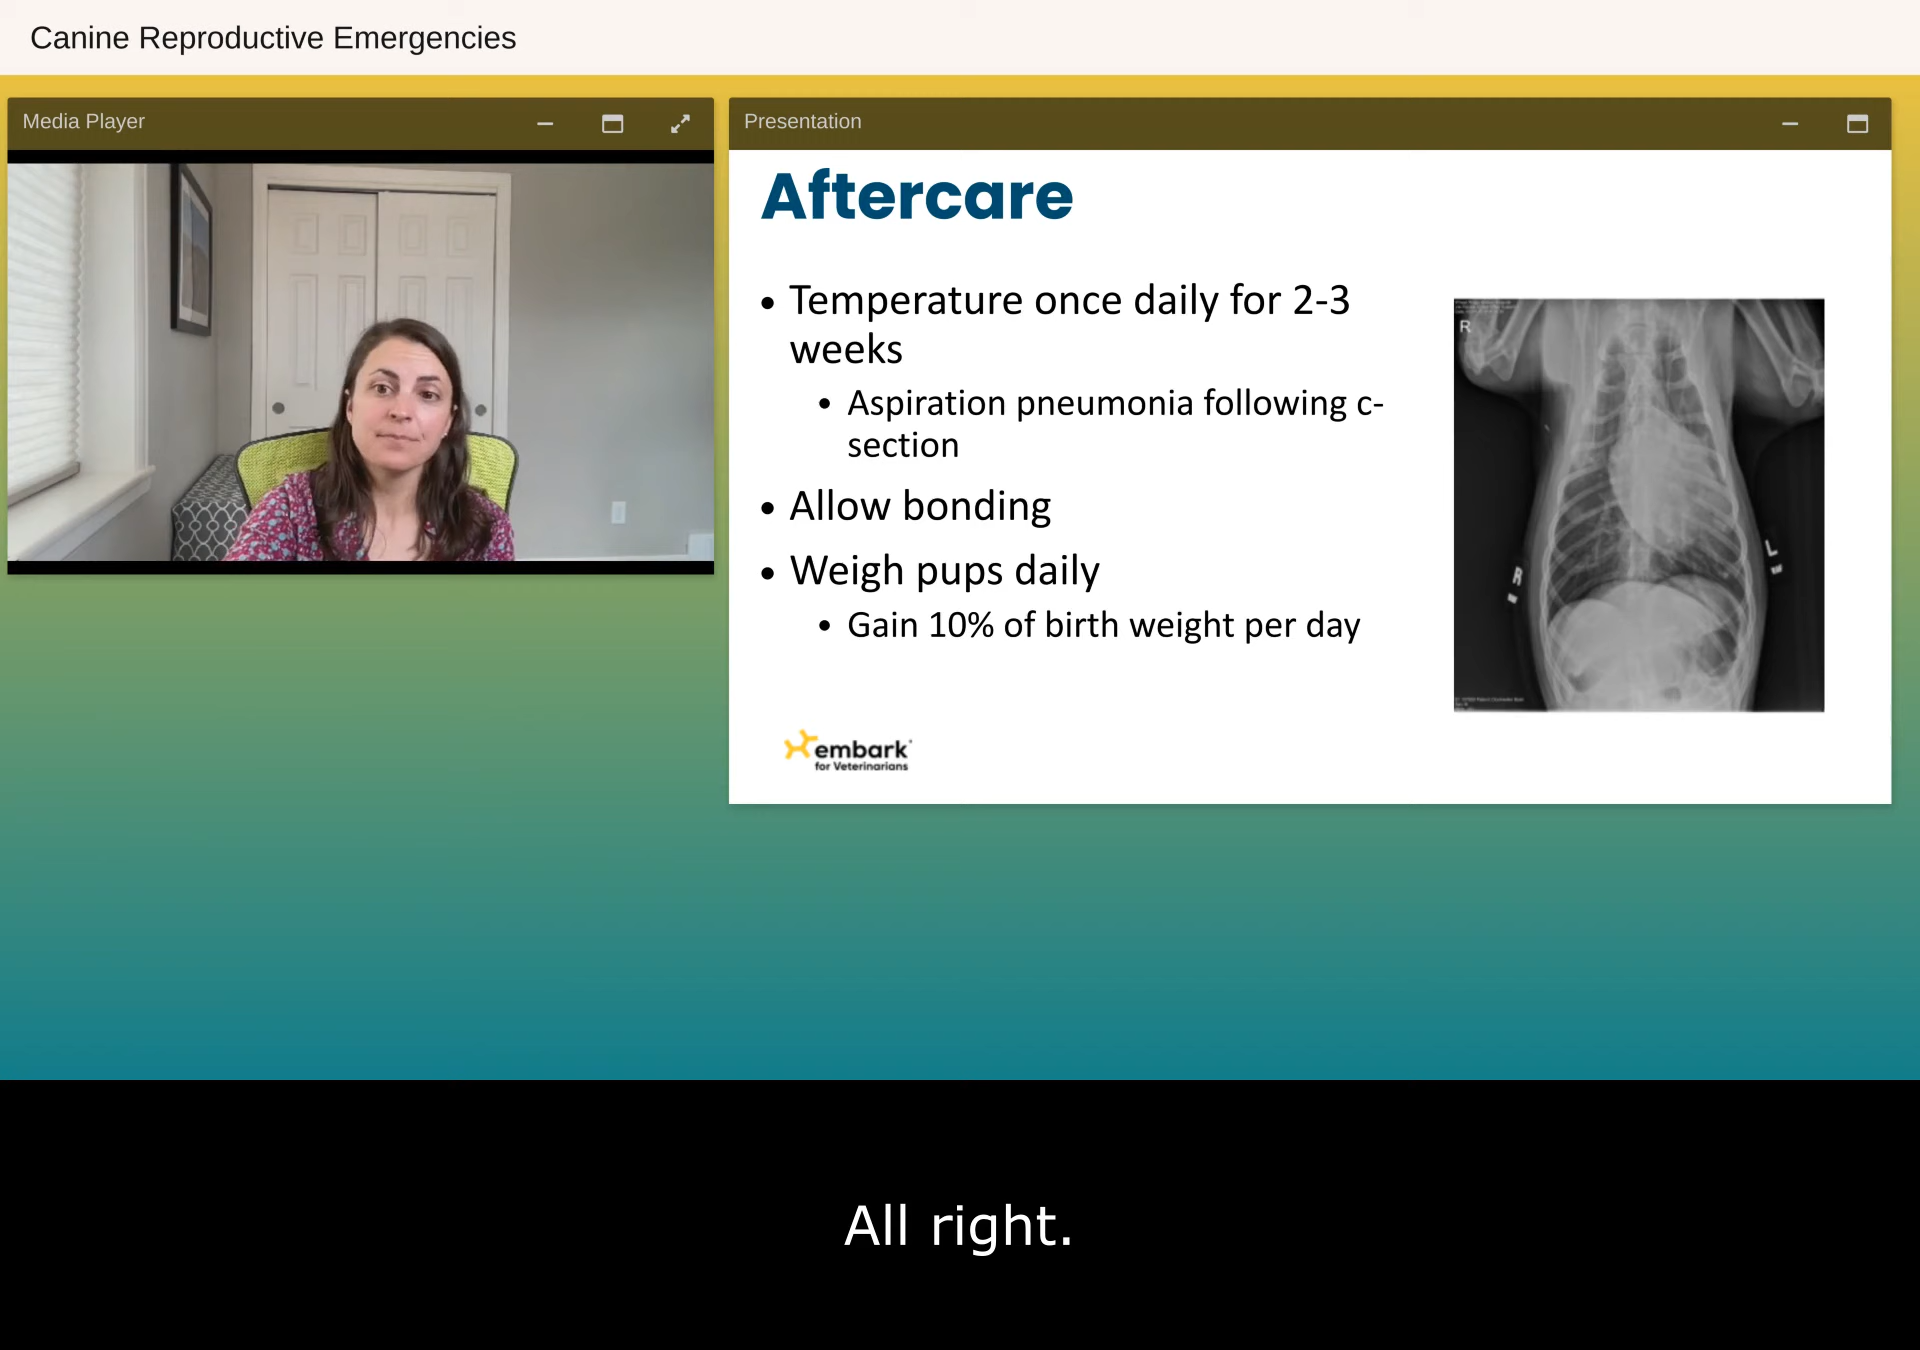 Canine Reproductive Emergencies
Media Player
Presentation
Aftercare
• Temperature once daily for 2-3
weeks
• Aspiration pneumonia following c-
section
• Allow bonding
• Weigh pups daily
• Gain 10% of birth weight per day
R
R
L
embark
for Veterinarians
All right.